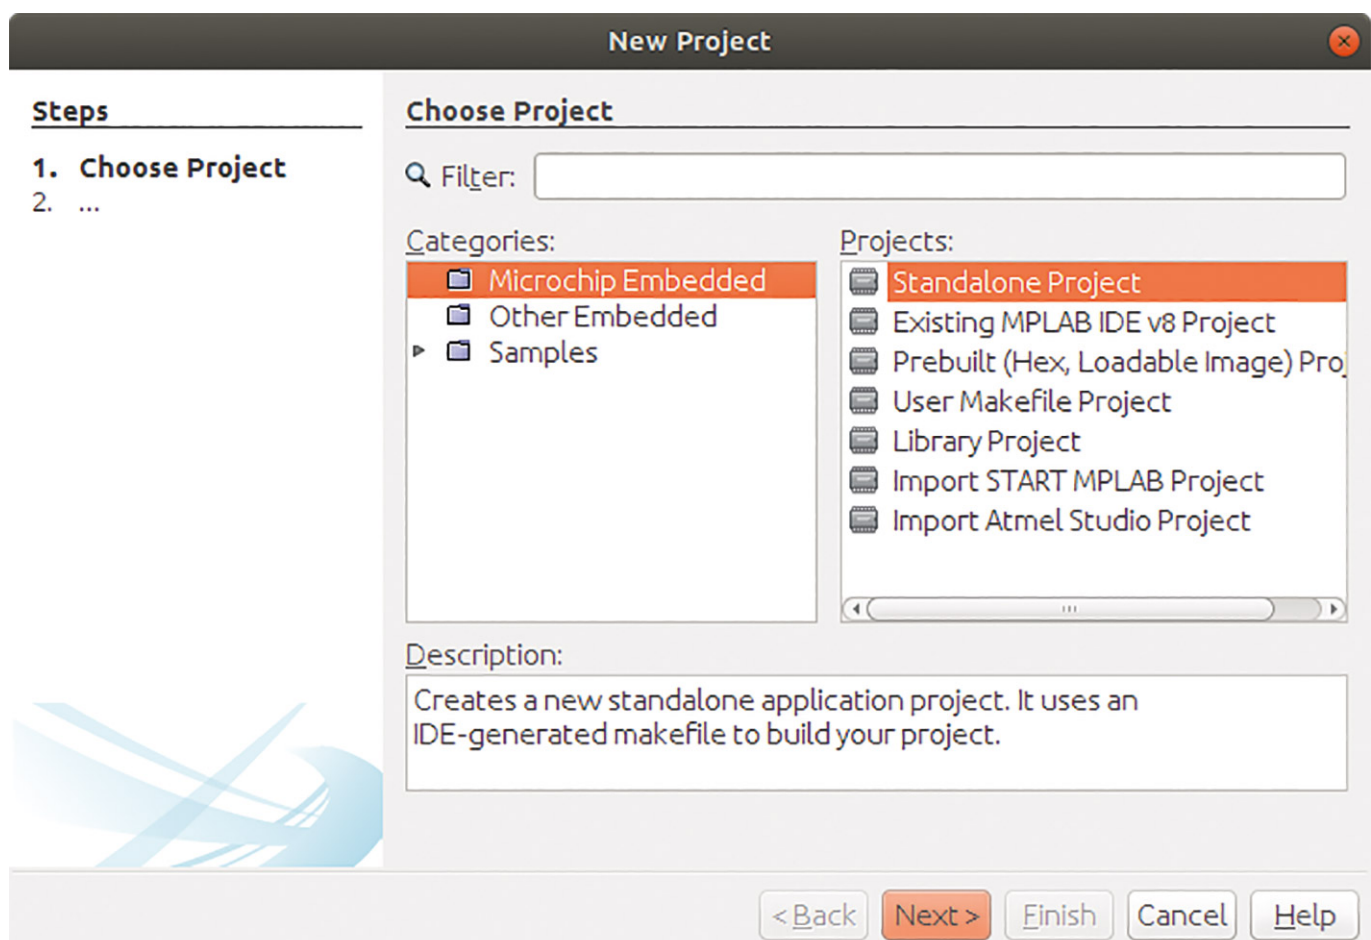 New Project
Steps
1. Choose Project
2. ...
Choose Project
Filter:
Categories:
Microchip Embedded
Other Embedded
Samples
Projects:
Standalone Project
Existing MPLAB IDE v8 Project
Prebuilt (Hex, Loadable Image) Proj
User Makefile Project
Library Project
Import START MPLAB Project
Import Atmel Studio Project
Description:
Creates a new standalone application project. It uses an
IDE-generated makefile to build your project.
< Back Next > Finish Cancel Help